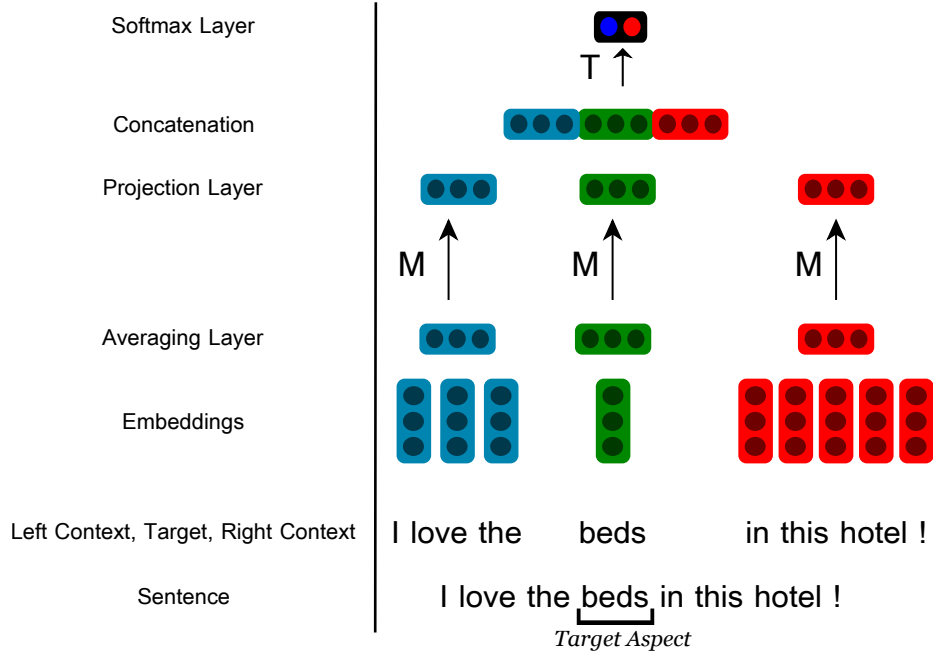 Softmax Layer
T
Concatenation
Projection Layer
M M M
Averaging Layer
Embeddings
Left Context, Target, Right Context I love the beds in this hotel !
Sentence I love the beds in this hotel !
Target Aspect